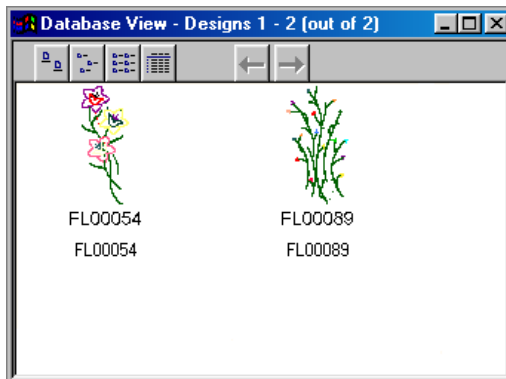 Database View - Designs 1 - 2 (out of 2)
FL00054
FL00089
FL00054
FL00089